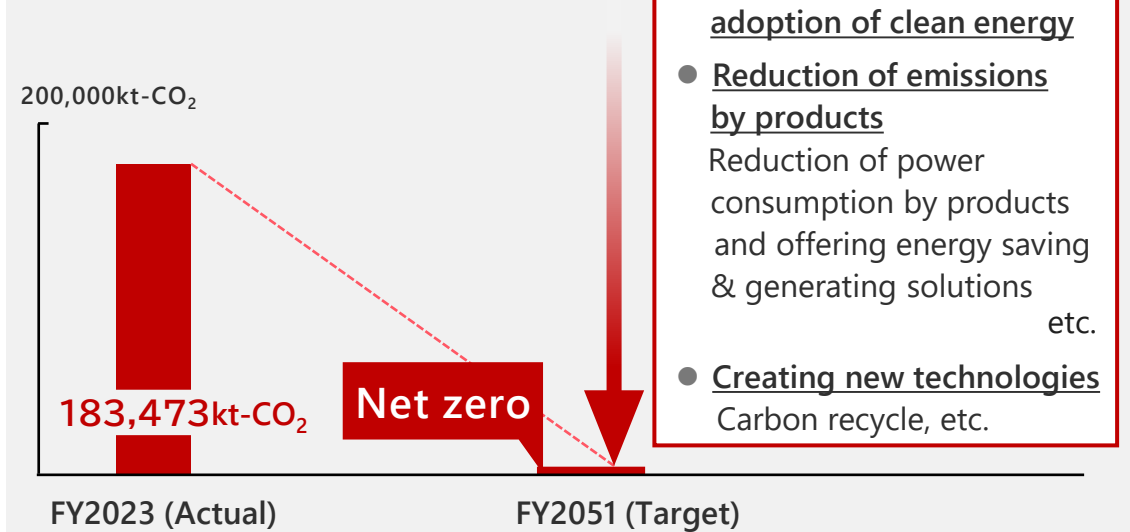 200,000kt-CO₂
183,473kt-CO₂
Net zero
FY2023 (Actual)
FY2051 (Target)
adoption of clean energy
● Reduction of emissions
by products
Reduction of power
consumption by products
and offering energy saving
& generating solutions
etc.
● Creating new technologies
Carbon recycle, etc.